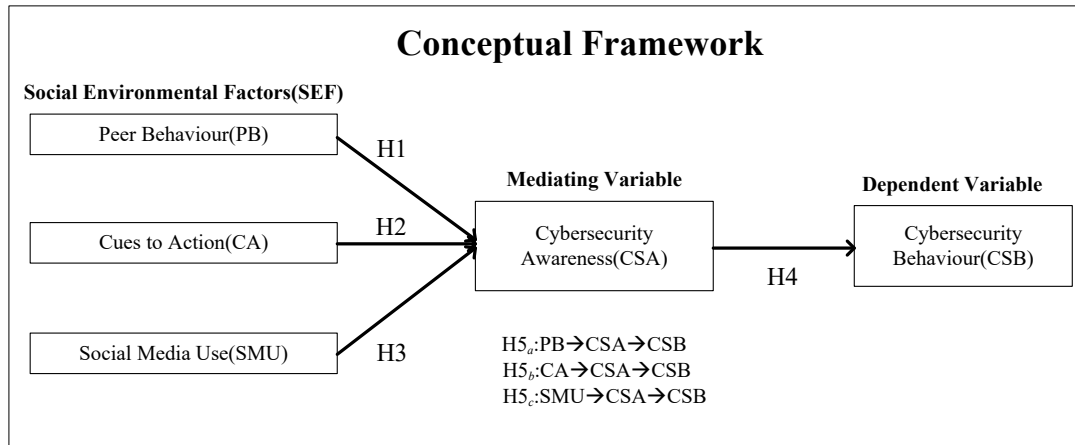 Conceptual Framework
Social Environmental Factors(SEF)
Peer Behaviour(PB)
H1
Mediating Variable
Dependent Variable
Cues to Action(CA)
H2
Cybersecurity
Awareness(CSA)
H4
Cybersecurity
Behaviour(CSB)
Social Media Use(SMU)
H3
H5a:PB→CSA→CSB
H5b:CA→CSA→CSB
H5c:SMU→CSA→CSB